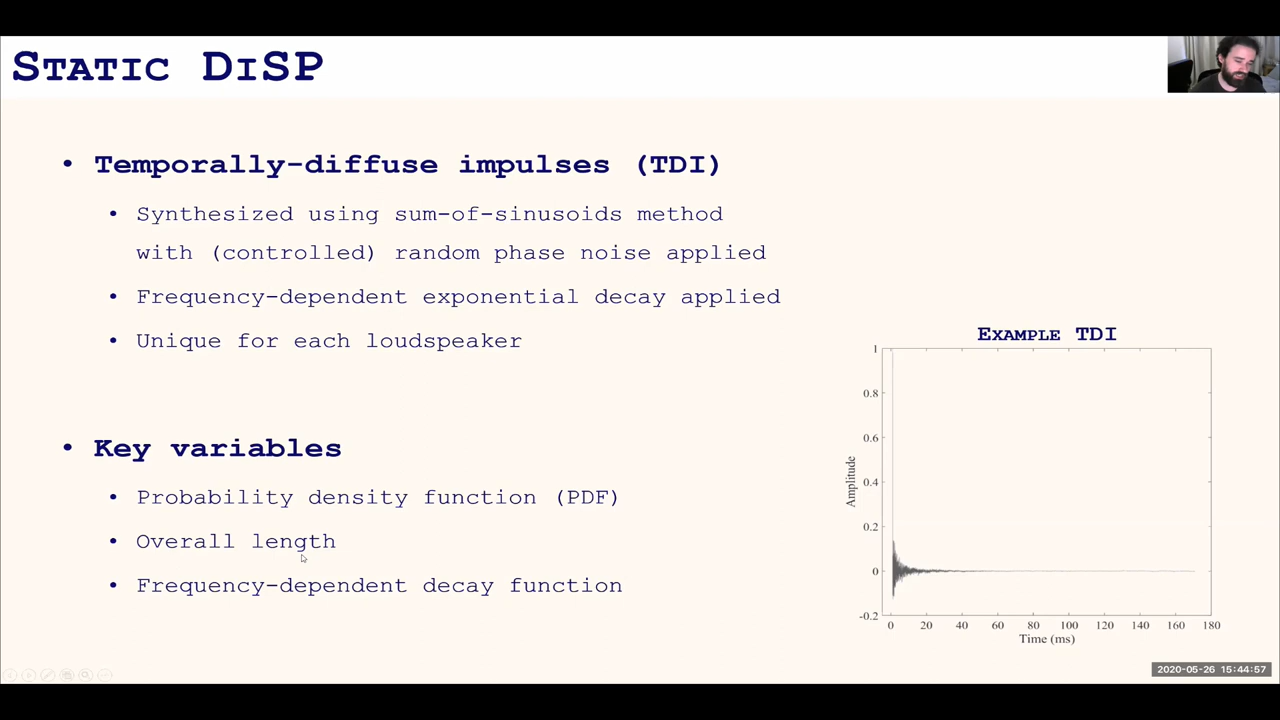 STATIC DISP
• Temporally-diffuse impulses (TDI)
• Synthesized using sum-of-sinusoids method
with (controlled) random phase noise applied
• Frequency-dependent exponential decay applied
• Unique for each loudspeaker
• Key variables
• Probability density function (PDF)
• Overall length
• Frequency-dependent decay function
EXAMPLE TDI
1
0.8
0.6
0.4
0.2
0
-0.2
Amplitude
0 20 40 60 80 100 120 140 160 180
Time (ms)
2020-05-26 15:44:57